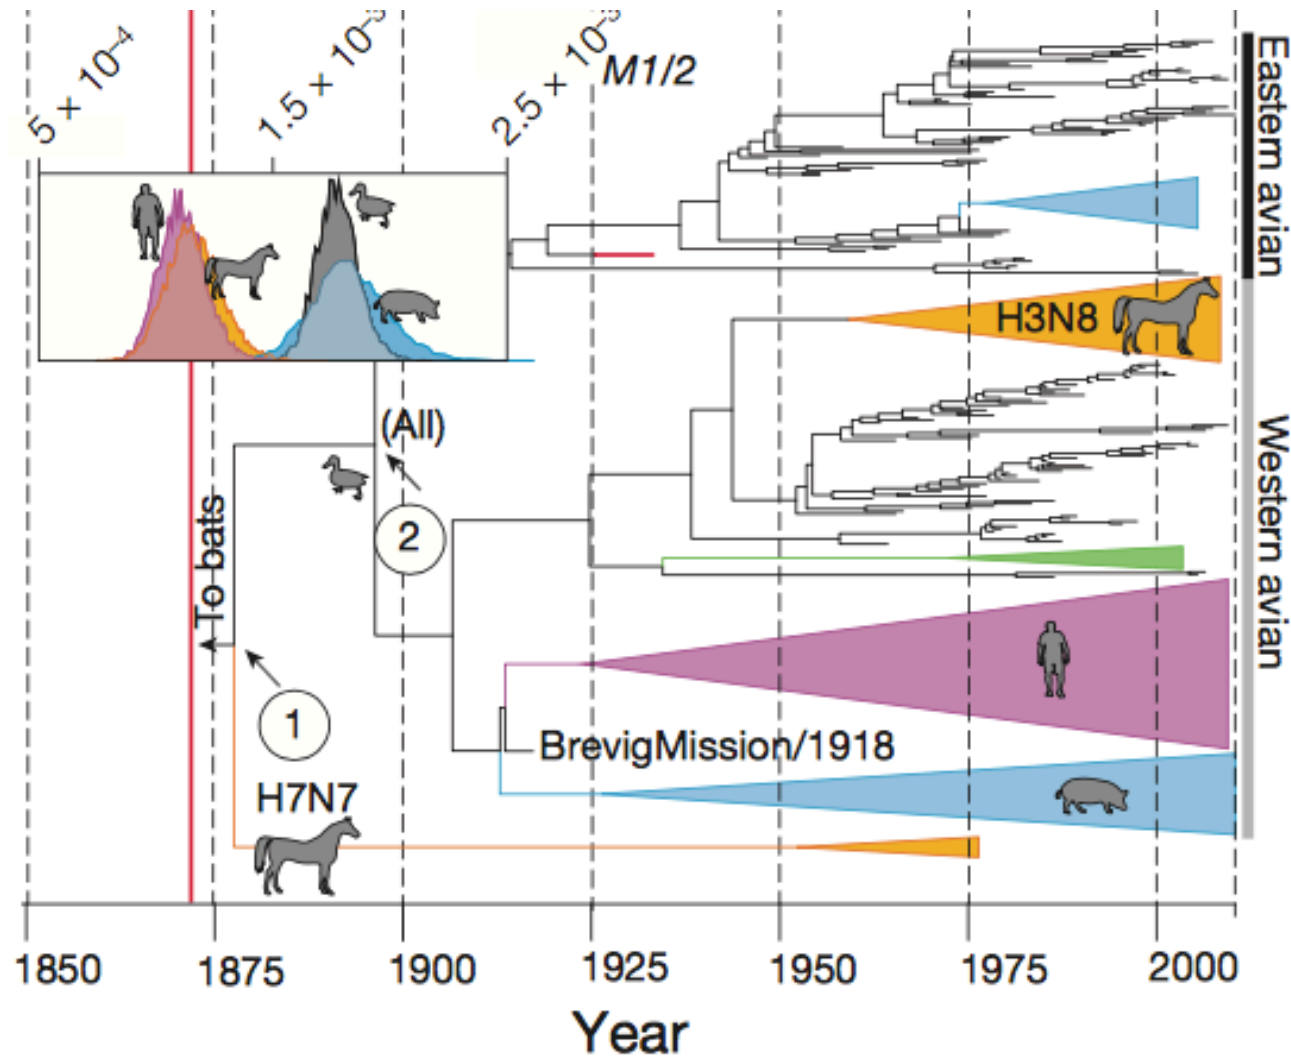 5 × 10–4
1.5 × 10–3
2.5 × 10–3
M1/2
Eastern avian
H3N8
(All)
2
To bats
Western avian
1
BrevigMission/1918
H7N7
1850 1875 1900 1925 1950 1975 2000
Year